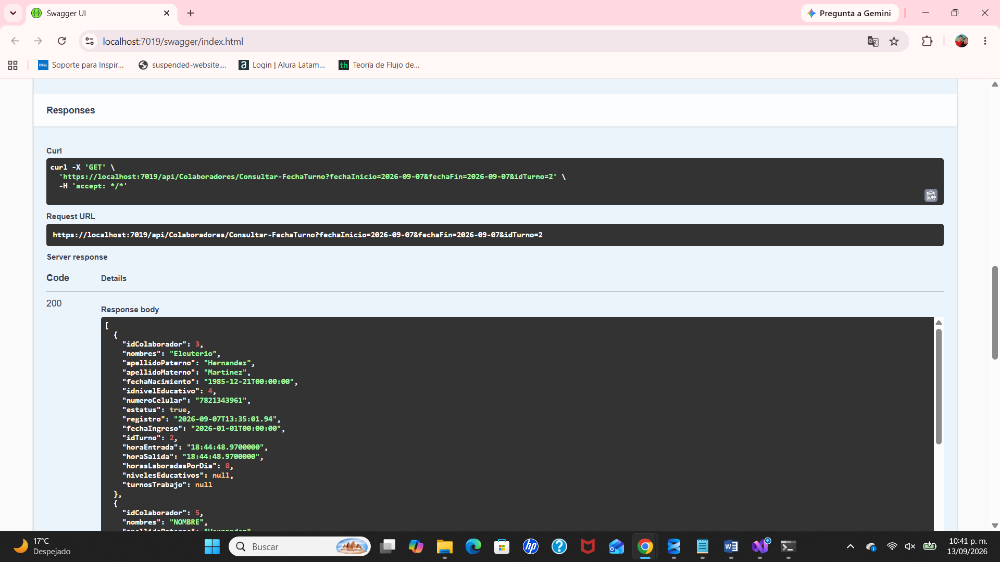 Swagger UI
Pregunta a Gemini
localhost:7019/swagger/index.html
Soporte para Inspir...
suspended-website....
Login | Alura Latam...
Teoría de Flujo de...
Responses
Curl
curl -X 'GET' \
'https://localhost:7019/api/Colaboradores/Consultar-FechaTurno?fechaInicio=2026-09-07&fechaFin=2026-09-07&idTurno=2' \
-H 'accept: */*'
Request URL
https://localhost:7019/api/Colaboradores/Consultar-FechaTurno?fechaInicio=2026-09-07&fechaFin=2026-09-07&idTurno=2
Server response
Code Details
200
Response body
[
{
"idColaborador": 3,
"nombres": "Eleuterio",
"apellidoPaterno": "Hernandez",
"apellidoMaterno": "Martinez",
"fechaNacimiento": "1985-12-21T00:00:00",
"idnivelEducativo": 4,
"numeroCelular": "7821343961",
"estatus": true,
"registro": "2026-09-07T13:35:01.94",
"fechaIngreso": "2026-01-01T00:00:00",
"idTurno": 2,
"horaEntrada": "18:44:48.9700000",
"horaSalida": "18:44:48.9700000",
"horasLaboradasPorDia": 8,
"nivelesEducativos": null,
"turnosTrabajo": null
},
{
"idColaborador": 5,
"nombres": "NOMBRE",
17°C
Despejado
Buscar
10:41 p. m.
13/09/2026